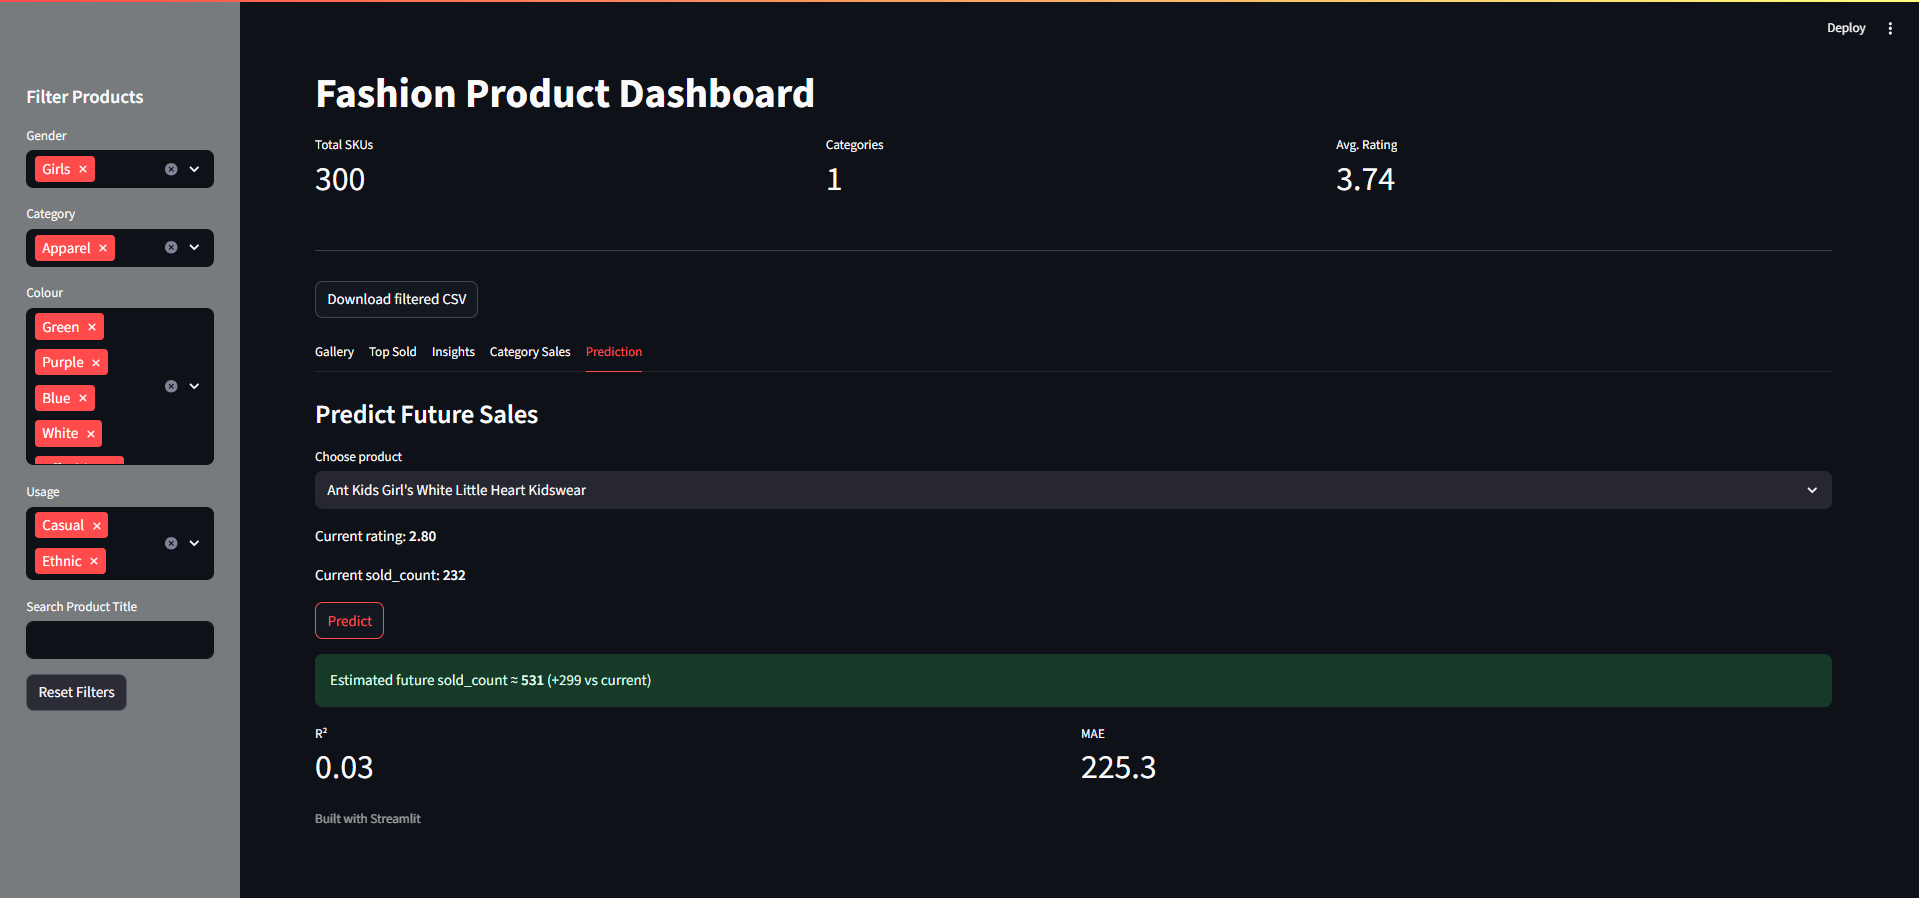 Deploy
Filter Products
Gender
Girls
Category
Apparel
Colour
Green
Purple
Blue
White
Usage
Casual
Ethnic
Search Product Title
Reset Filters
Fashion Product Dashboard
Total SKUs
300
Categories
1
Avg. Rating
3.74
Download filtered CSV
Gallery Top Sold Insights Category Sales Prediction
Predict Future Sales
Choose product
Ant Kids Girl's White Little Heart Kidswear
Current rating: 2.80
Current sold_count: 232
Predict
Estimated future sold_count ≈ 531 (+299 vs current)
R²
0.03
MAE
225.3
Built with Streamlit